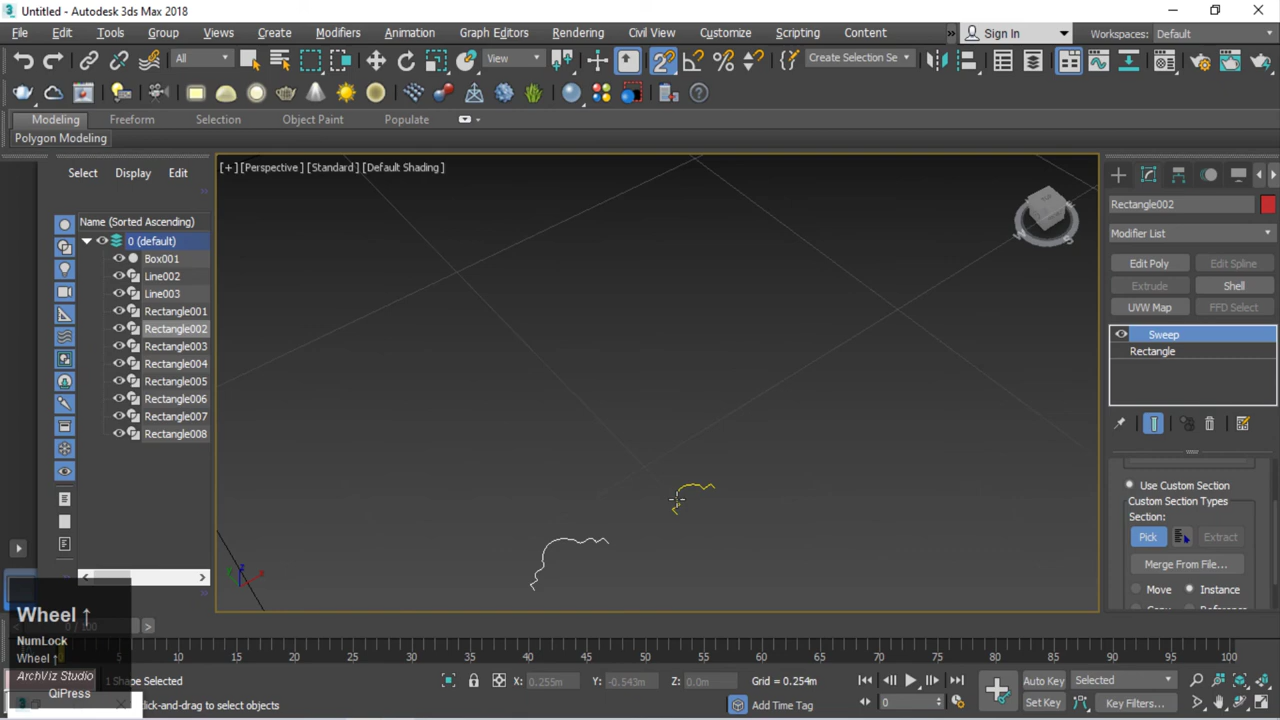 Untitled - Autodesk 3ds Max 2018
File Edit Tools Group Views Create Modifiers Animation Graph Editors Rendering Civil View Customize Scripting Content » Sign In Workspaces: Default
All View Create Selection Se
Modeling Freeform Selection Object Paint Populate
Polygon Modeling
Select Display Edit
[+] [Perspective] [Standard] [Default Shading]
Rectangle002
Name (Sorted Ascending)
Modifier List
0 (default)
Box001
Edit Poly Edit Spline
Line002
Extrude Shell
Line003
UVW Map FFD Select
Rectangle001
Rectangle002
Sweep
Rectangle003
Rectangle
Rectangle004
Rectangle005
Rectangle006
Rectangle007
Rectangle008
Use Custom Section
Custom Section Types
Section:
Pick Extract
Merge From File...
Move Instance
Copy Reference
Wheel ↑
NumLock
Wheel ↑
ArchViz Studio
QiPress
0 / 100
5 10 15 20 25 30 35 40 45 50 55 60 65 70 75 80 85 90 95 100
1 Shape Selected X: 0.255m Y: -0.543m Z: 0.0m Grid = 0.254m Auto Key Selected
click-and-drag to select objects Add Time Tag 0 Set Key Key Filters...